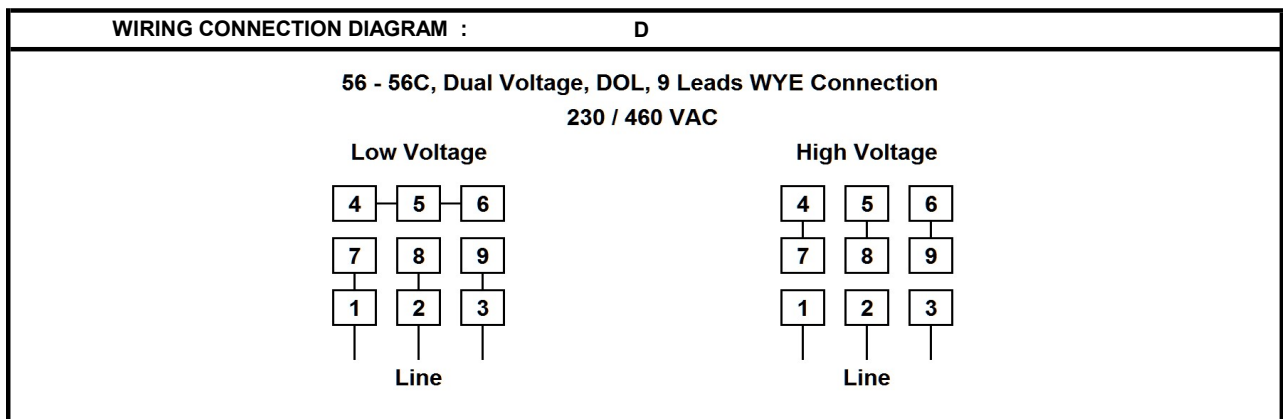 WIRING CONNECTION DIAGRAM : D
56 - 56C, Dual Voltage, DOL, 9 Leads WYE Connection
230 / 460 VAC
Low Voltage High Voltage
4 5 6 4 5 6
7 8 9 7 8 9
1 2 3 1 2 3
Line Line